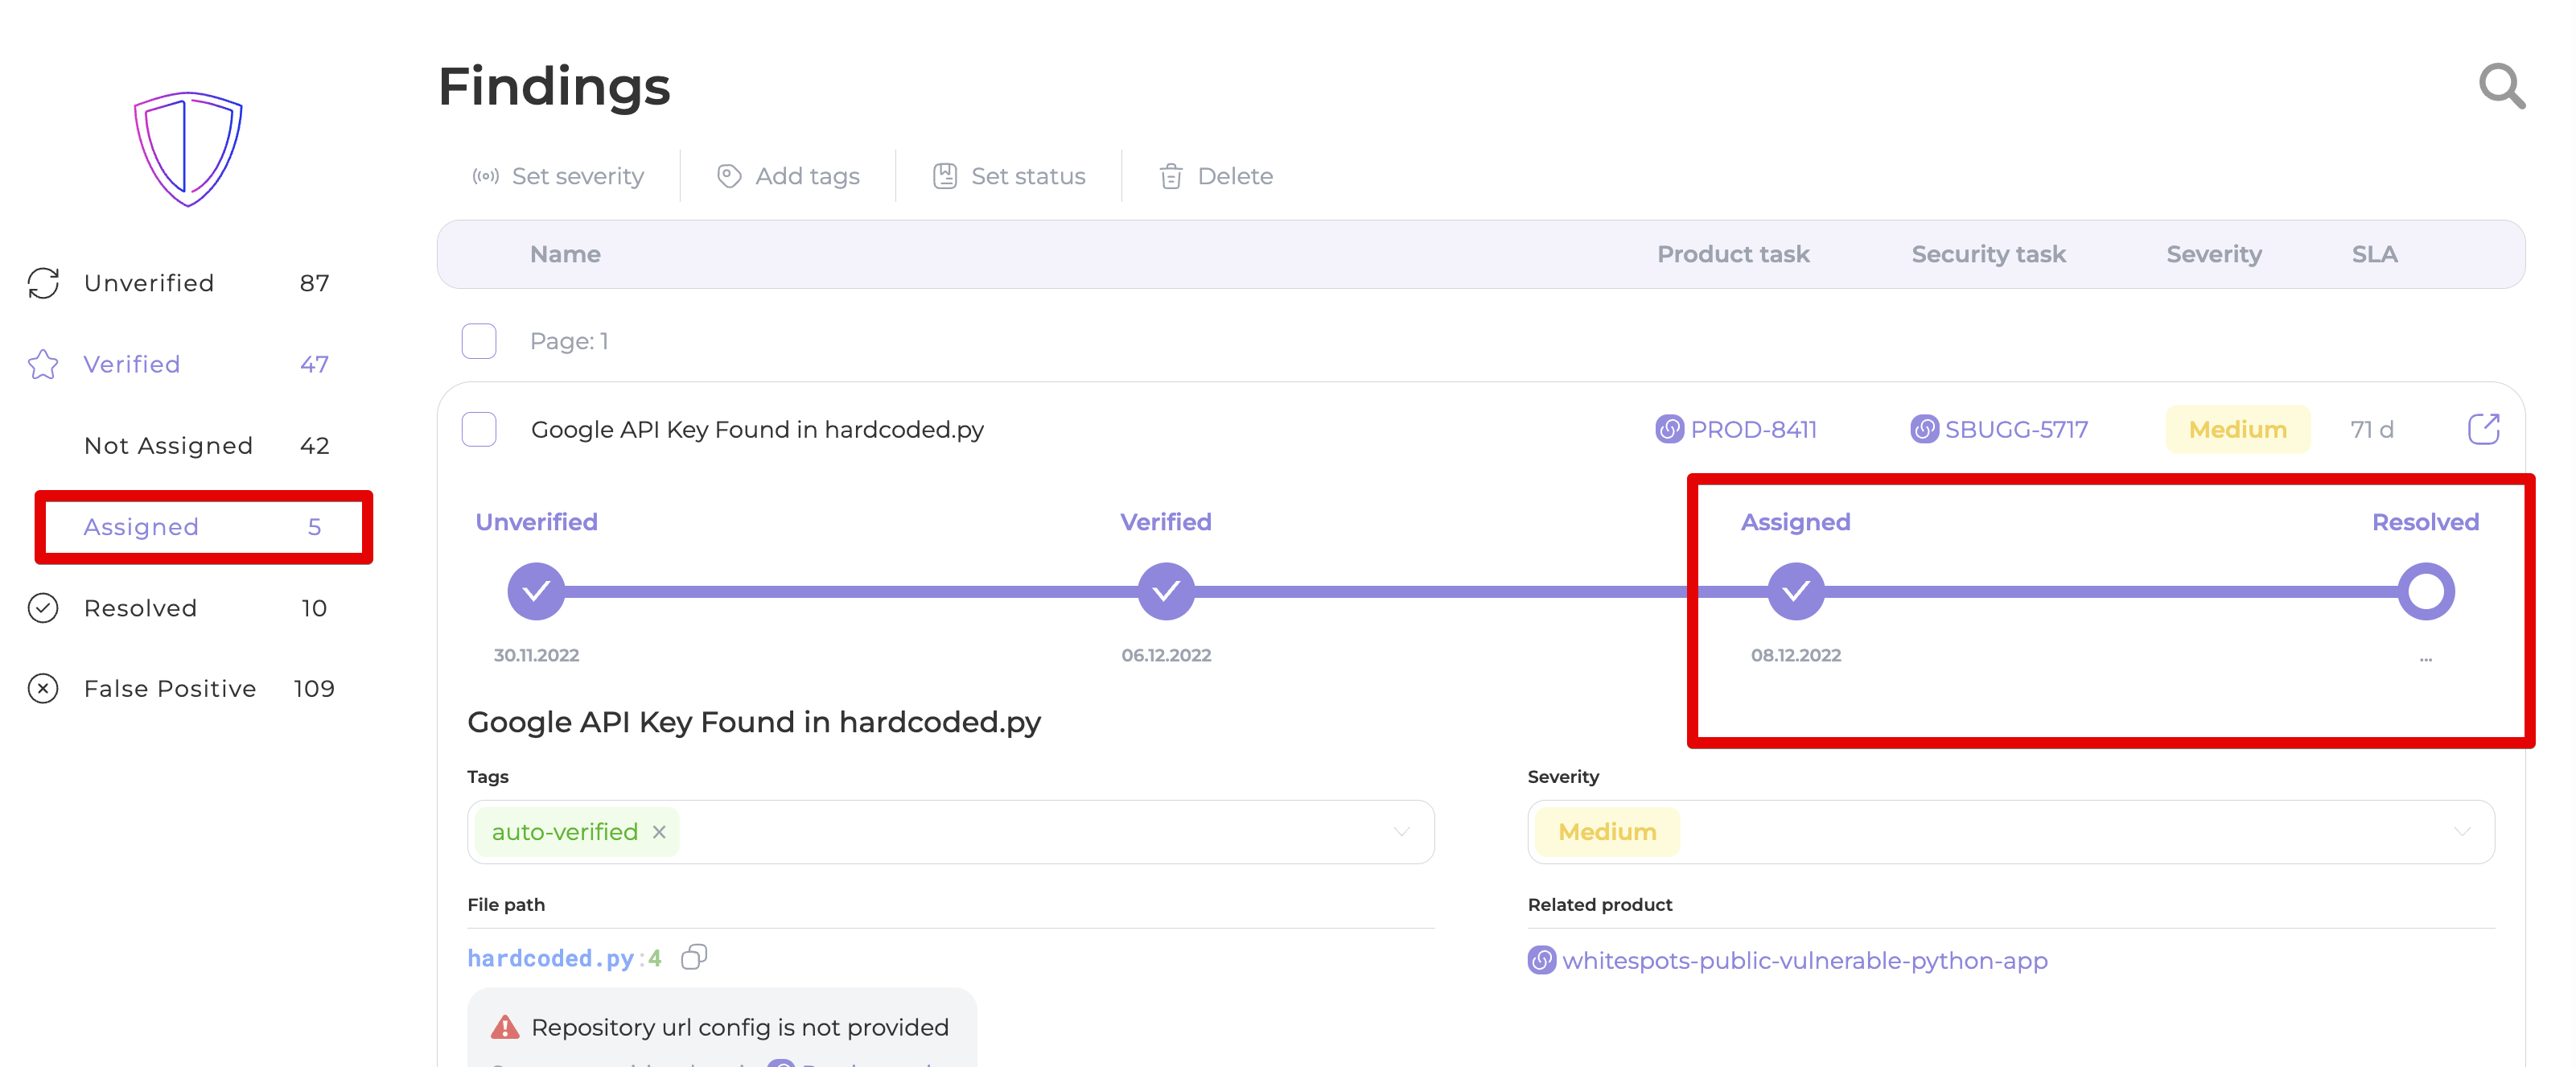 Findings
Set severity
Add tags
Set status
Delete
Name Product task Security task Severity SLA
Page: 1
Unverified 87
Verified 47
Not Assigned 42
Assigned 5
Resolved 10
False Positive 109
Google API Key Found in hardcoded.py PROD-8411 SBUGG-5717 Medium 71 d
Unverified Verified Assigned Resolved
30.11.2022 06.12.2022 08.12.2022 ...
Google API Key Found in hardcoded.py
Tags
auto-verified
Severity
Medium
File path
hardcoded.py:4
Related product
whitespots-public-vulnerable-python-app
Repository url config is not provided